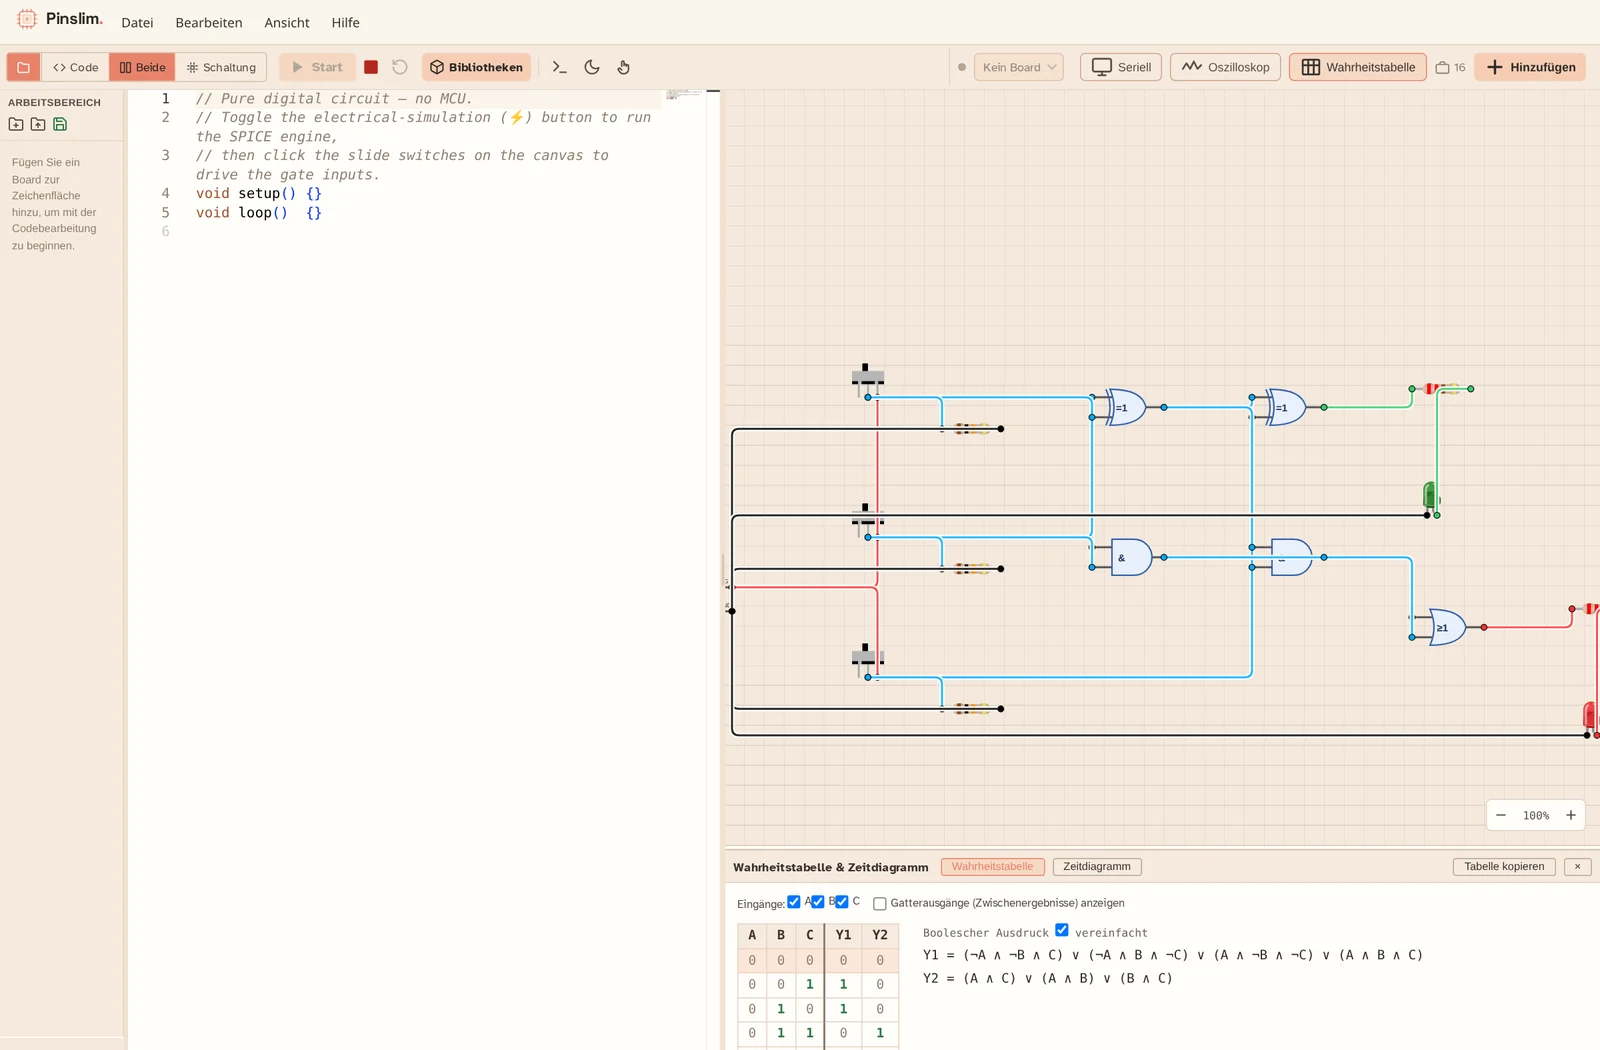 Pinslim.
Datei Bearbeiten Ansicht Hilfe
Code Beide Schaltung Start Bibliotheken Kein Board Seriell Oszilloskop Wahrheitstabelle 16 Hinzufügen
ARBEITSBEREICH
Fügen Sie ein
Board zur
Zeichenfläche
hinzu, um mit der
Codebearbeitung
zu beginnen.
1 // Pure digital circuit — no MCU.
2 // Toggle the electrical-simulation (⚡) button to run
the SPICE engine,
3 // then click the slide switches on the canvas to
drive the gate inputs.
4 void setup() {}
5 void loop()  {}
6
=1 =1
&
≥1
− 100% +
Wahrheitstabelle & Zeitdiagramm Wahrheitstabelle Zeitdiagramm Tabelle kopieren ×
Eingänge: A B C Gatterausgänge (Zwischenergebnisse) anzeigen
A B C Y1 Y2
0 0 0 0 0
0 0 1 1 0
0 1 0 1 0
0 1 1 0 1
Boolescher Ausdruck vereinfacht
Y1 = (¬A ∧ ¬B ∧ C) ∨ (¬A ∧ B ∧ ¬C) ∨ (A ∧ ¬B ∧ ¬C) ∨ (A ∧ B ∧ C)
Y2 = (A ∧ C) ∨ (A ∧ B) ∨ (B ∧ C)